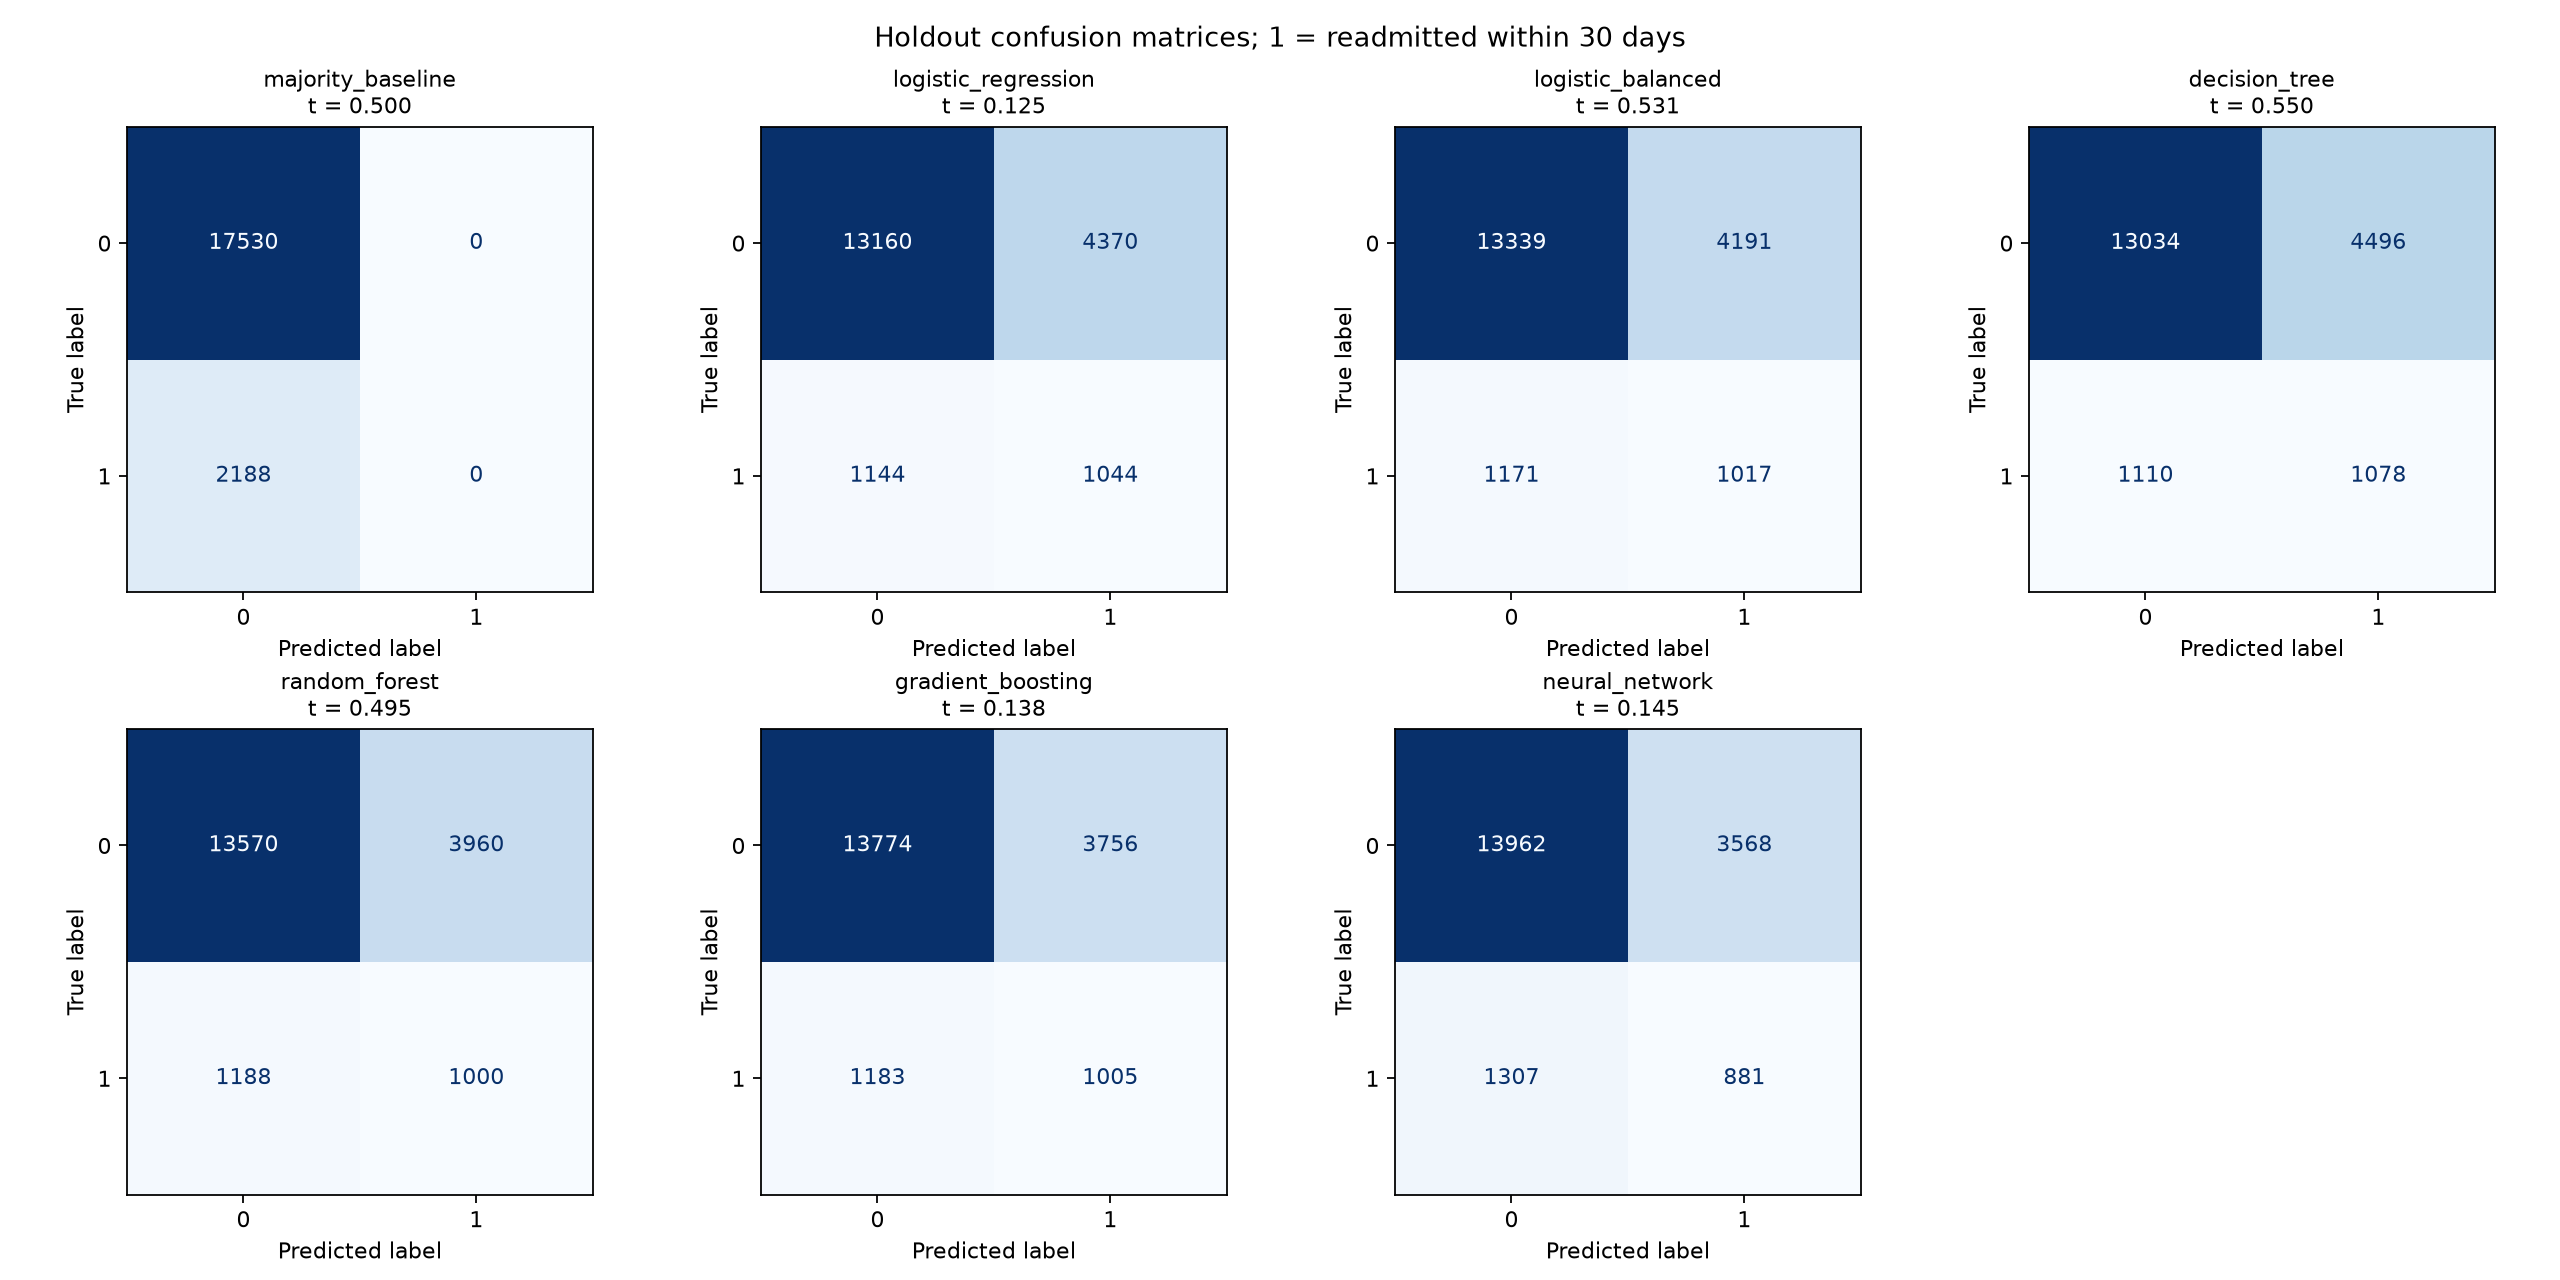 Holdout confusion matrices; 1 = readmitted within 30 days
majority_baseline
t = 0.500
True label
0
17530
0
1
2188
0
0
1
Predicted label
logistic_regression
t = 0.125
True label
0
13160
4370
1
1144
1044
0
1
Predicted label
logistic_balanced
t = 0.531
True label
0
13339
4191
1
1171
1017
0
1
Predicted label
decision_tree
t = 0.550
True label
0
13034
4496
1
1110
1078
0
1
Predicted label
random_forest
t = 0.495
True label
0
13570
3960
1
1188
1000
0
1
Predicted label
gradient_boosting
t = 0.138
True label
0
13774
3756
1
1183
1005
0
1
Predicted label
neural_network
t = 0.145
True label
0
13962
3568
1
1307
881
0
1
Predicted label